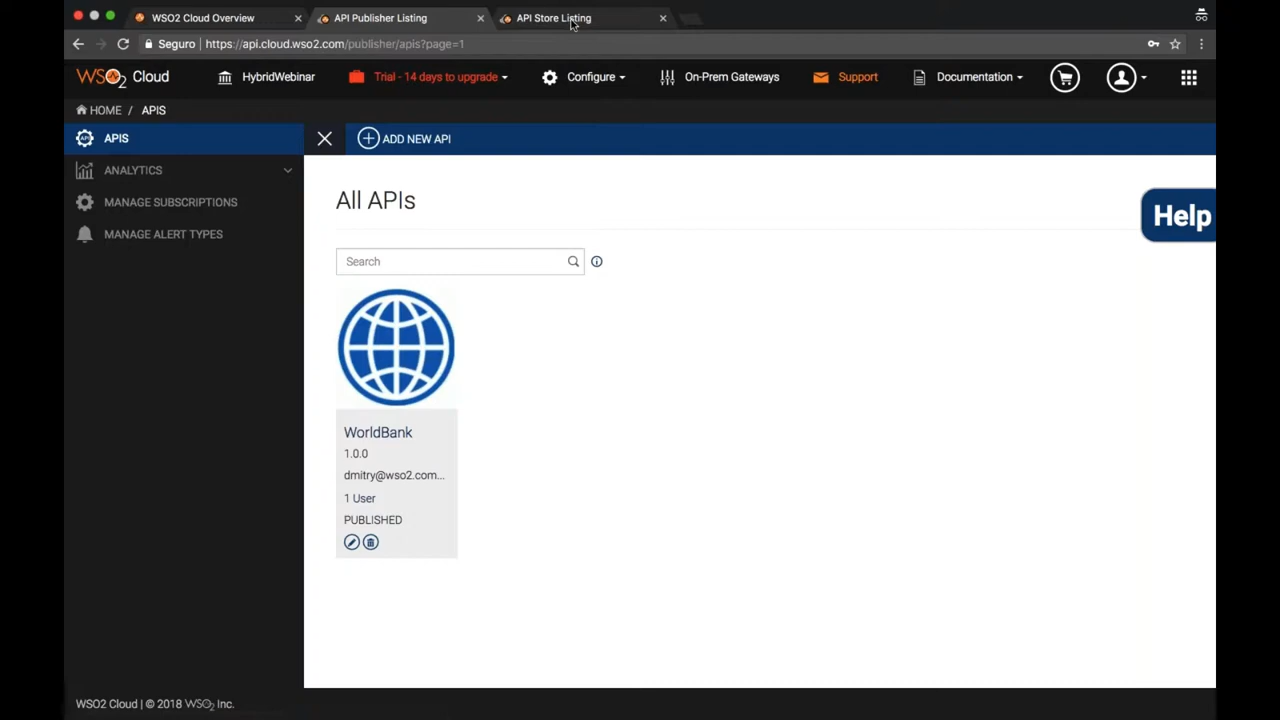 WSO2 Cloud Overview
API Publisher Listing
API Store Listing
Seguro
https://api.cloud.wso2.com/publisher/apis?page=1
WSO2 Cloud
HybridWebinar
Trial - 14 days to upgrade
Configure
On-Prem Gateways
Support
Documentation
HOME / APIS
APIS
ADD NEW API
ANALYTICS
MANAGE SUBSCRIPTIONS
MANAGE ALERT TYPES
All APIs
Help
Search
WorldBank
1.0.0
dmitry@wso2.com...
1 User
PUBLISHED
WSO2 Cloud | © 2018 WSO2 Inc.